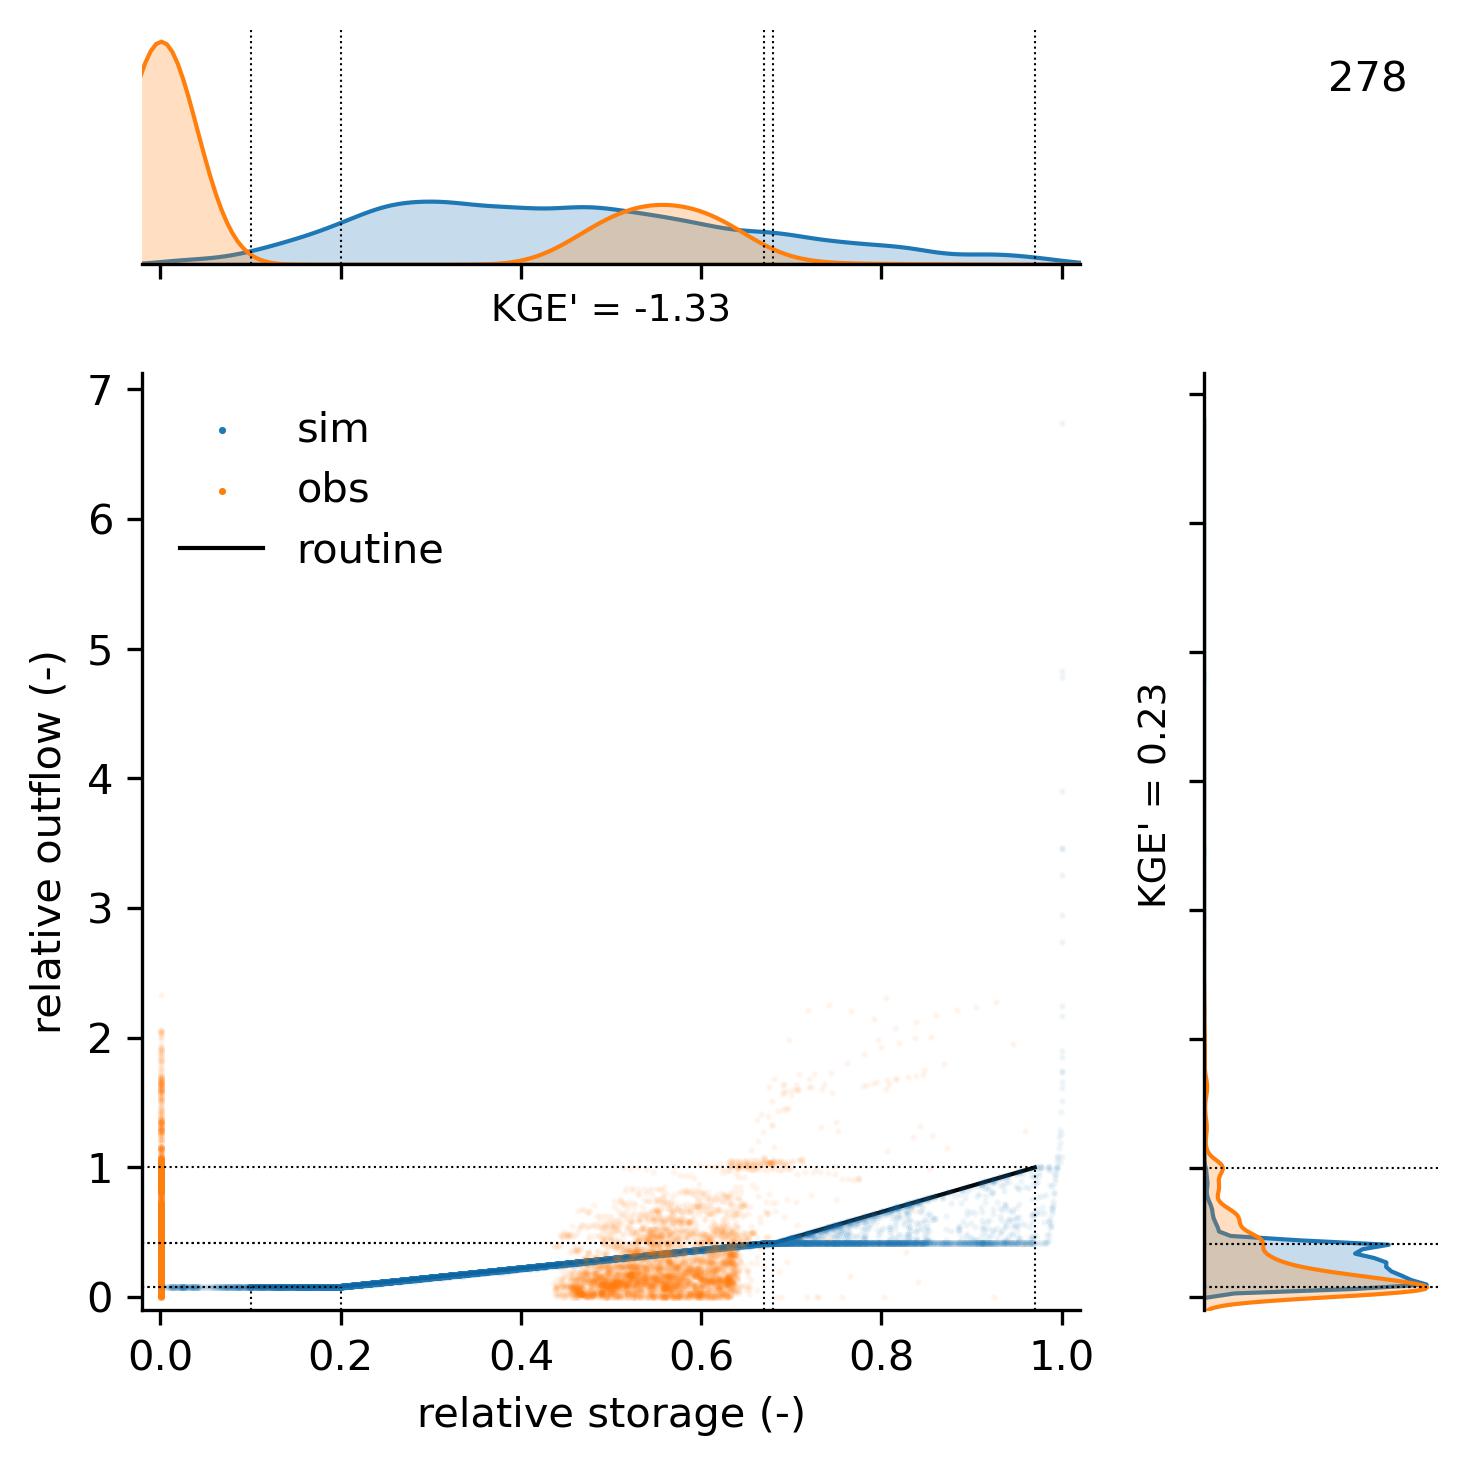 278
KGE' = -1.33
7
6
5
4
3
2
1
0
relative outflow (-)
sim
obs
routine
KGE' = 0.23
0.0 0.2 0.4 0.6 0.8 1.0
relative storage (-)